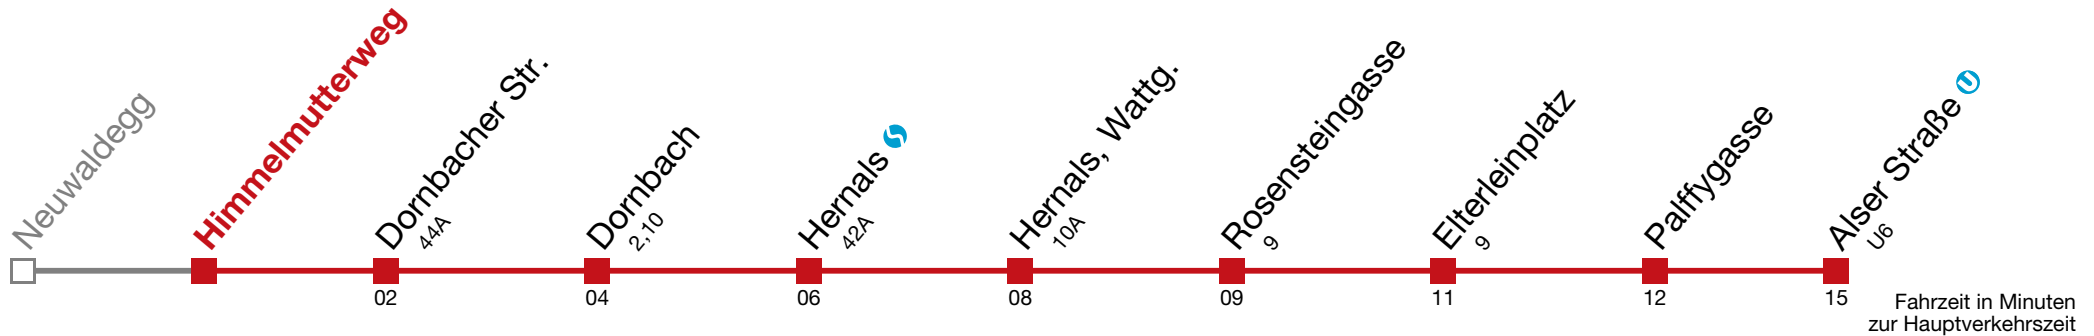 Neuwaldegg
Himmelmutterweg
Dornbacher Str.
44A
Dornbach
2,10
Hernals
42A
Hernals, Wattg.
10A
Rosensteingasse
9
Elterleinplatz
9
Palffygasse
Alser Straße U
U6
02
04
06
08
09
11
12
15
Fahrzeit in Minuten
zur Hauptverkehrszeit